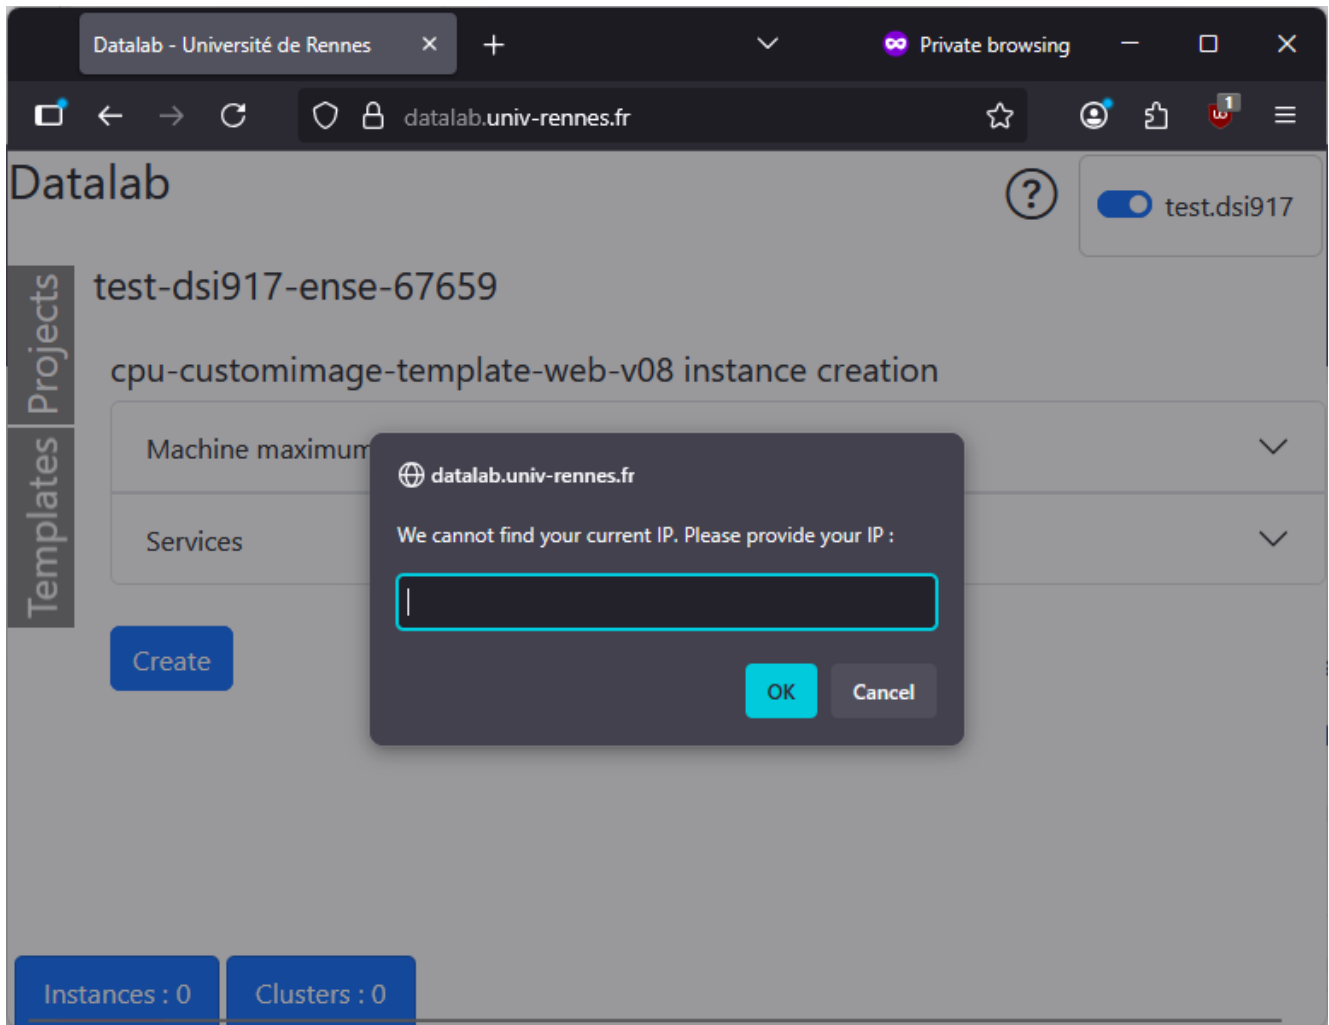 Datalab - Université de Rennes
Private browsing
datalab.univ-rennes.fr
1
Datalab
?
test.dsi917
Projects
Templates
test-dsi917-ense-67659
cpu-customimage-template-web-v08 instance creation
Machine maximum
Services
Create
datalab.univ-rennes.fr
We cannot find your current IP. Please provide your IP :
OK
Cancel
Instances : 0
Clusters : 0